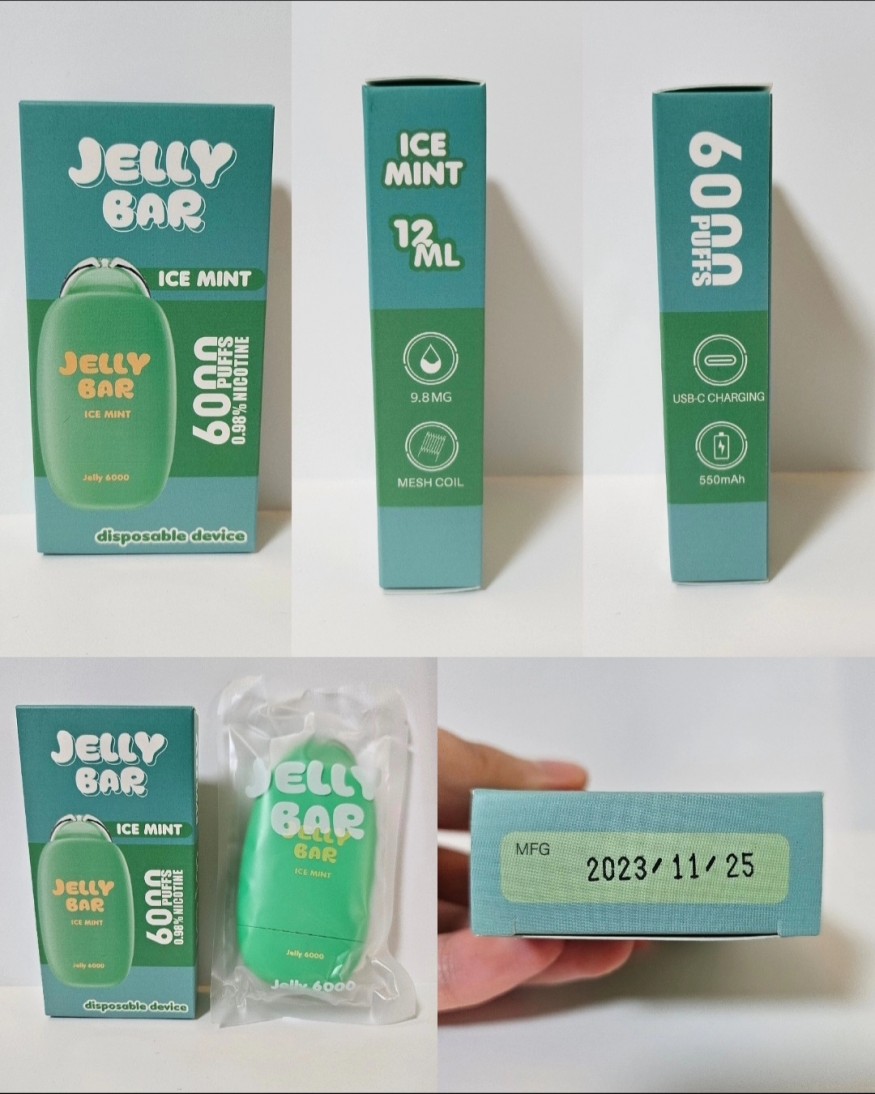 JELLY
BAR
ICE MINT
JELLY
BAR
ICE MINT
Jelly 6000
6000
PUFFS
0.98% NICOTINE
disposable device
ICE
MINT
12
ML
9.8MG
MESH COIL
6000
PUFFS
USB-C CHARGING
550mAh
JELLY
BAR
ICE MINT
JELLY
BAR
ICE MINT
Jelly 6000
6000
PUFFS
0.98% NICOTINE
disposable device
JELLY
BAR
JELLY
BAR
ICE MINT
Jelly 6000
Jelly 6000
MFG
2023/11/25